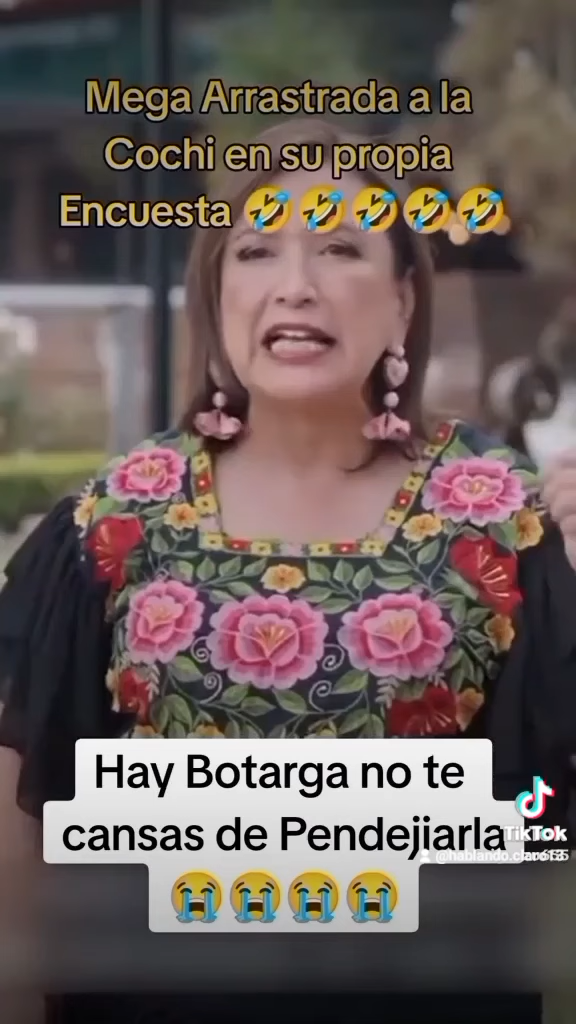 Mega Arrastrada a la
Cochi en su propia
Encuesta 🤣🤣🤣🤣🤣
Hay Botarga no te
cansas de Pendejiarla
😭😭😭😭
TikTok